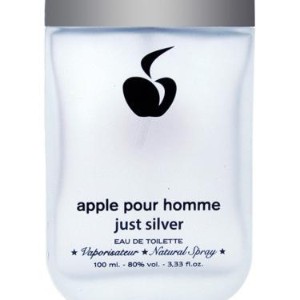 apple pour homme
just silver
EAU DE TOILETTE
★ Vaporisateur ★ Natural Spray ★
100 ml. - 80% vol. - 3.33 fl.oz.